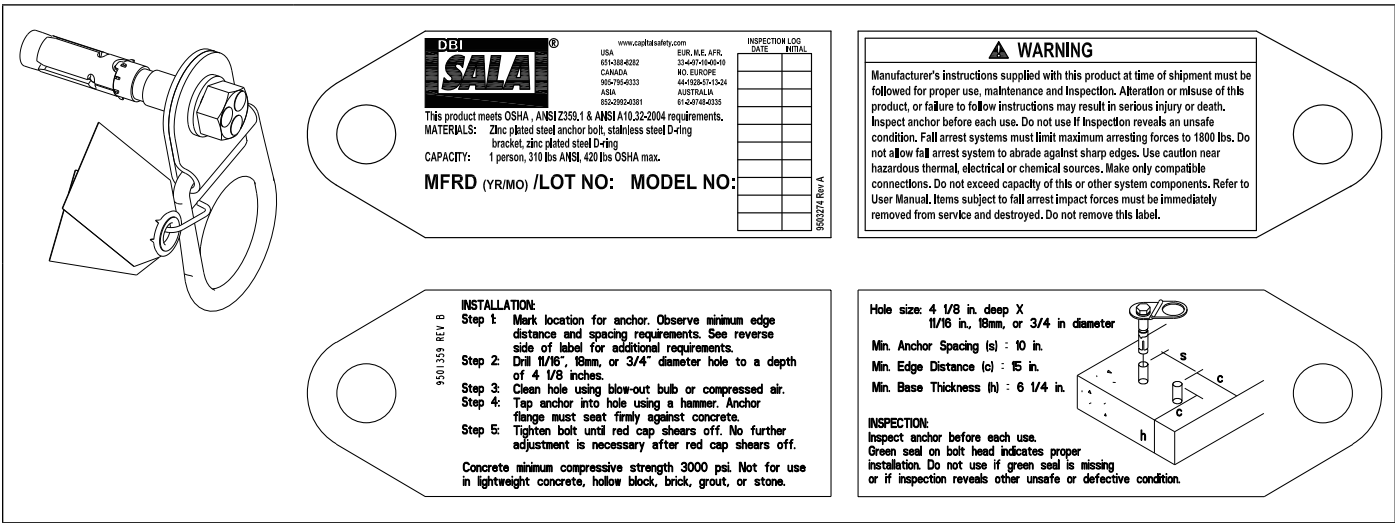 DBI
SALA
®
www.capitalsafety.com
USA
651-388-8282
CANADA
905-795-9333
ASIA
852-2992-0381
EUR, M.E, AFR.
33-4-97-10-00-10
NO. EUROPE
44-1928-57-13-24
AUSTRALIA
61-2-9748-0335
This product meets OSHA , ANSI Z359.1 & ANSI A10.32-2004 requirements.
MATERIALS: Zinc plated steel anchor bolt, stainless steel D-ring
bracket, zinc plated steel D-ring
CAPACITY: 1 person, 310 lbs ANSI, 420 lbs OSHA max.
MFRD (YR/MO) /LOT NO: MODEL NO:
INSPECTION LOG
DATE INITIAL
9503274 Rev A
WARNING
Manufacturer's instructions supplied with this product at time of shipment must be
followed for proper use, maintenance and inspection. Alteration or misuse of this
product, or failure to follow instructions may result in serious injury or death.
Inspect anchor before each use. Do not use if inspection reveals an unsafe
condition. Fall arrest systems must limit maximum arresting forces to 1800 lbs. Do
not allow fall arrest system to abrade against sharp edges. Use caution near
hazardous thermal, electrical or chemical sources. Make only compatible
connections. Do not exceed capacity of this or other system components. Refer to
User Manual. Items subject to fall arrest impact forces must be immediately
removed from service and destroyed. Do not remove this label.
9501359 REV B
INSTALLATION:
Step 1: Mark location for anchor. Observe minimum edge
distance and spacing requirements. See reverse
side of label for additional requirements.
Step 2: Drill 11/16", 18mm, or 3/4" diameter hole to a depth
of 4 1/8 inches.
Step 3: Clean hole using blow-out bulb or compressed air.
Step 4: Tap anchor into hole using a hammer. Anchor
flange must seat firmly against concrete.
Step 5: Tighten bolt until red cap shears off. No further
adjustment is necessary after red cap shears off.
Concrete minimum compressive strength 3000 psi. Not for use
in lightweight concrete, hollow block, brick, grout, or stone.
Hole size: 4 1/8 in. deep X
11/16 in., 18mm, or 3/4 in diameter
Min. Anchor Spacing (s) : 10 in.
Min. Edge Distance (c) : 15 in.
Min. Base Thickness (h) : 6 1/4 in.
s
c
c
h
INSPECTION:
Inspect anchor before each use.
Green seal on bolt head indicates proper
installation. Do not use if green seal is missing
or if inspection reveals other unsafe or defective condition.